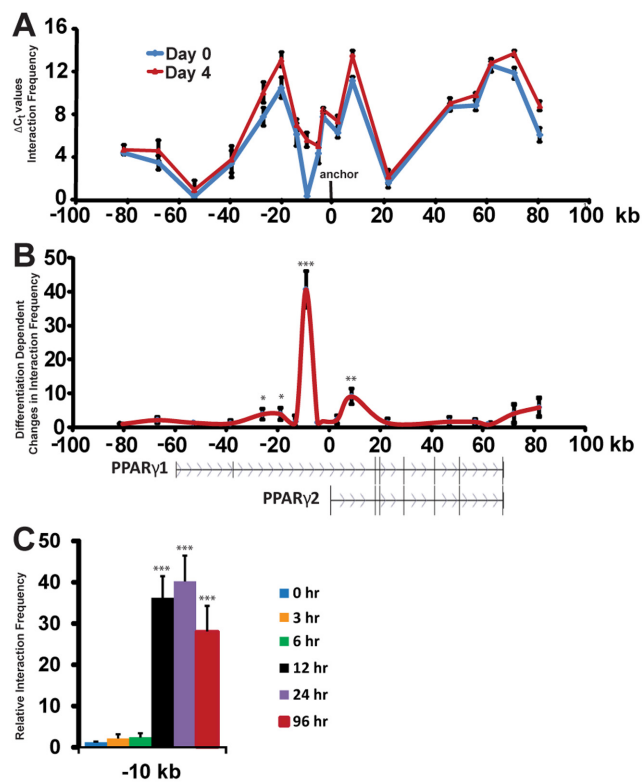 A
16
12
8
4
0
ΔCt values
Interaction Frequency
Day 0
Day 4
anchor
-100 -80 -60 -40 -20 0 20 40 60 80 100 kb
B
50
40
30
20
10
0
Differentiation Dependent
Changes in Interaction Frequency
***
* * **
-100 -80 -60 -40 -20 0 20 40 60 80 100 kb
PPARγ1
PPARγ2
C
50
40
30
20
10
0
Relative Interaction Frequency
*** *** ***
-10 kb
0 hr
3 hr
6 hr
12 hr
24 hr
96 hr